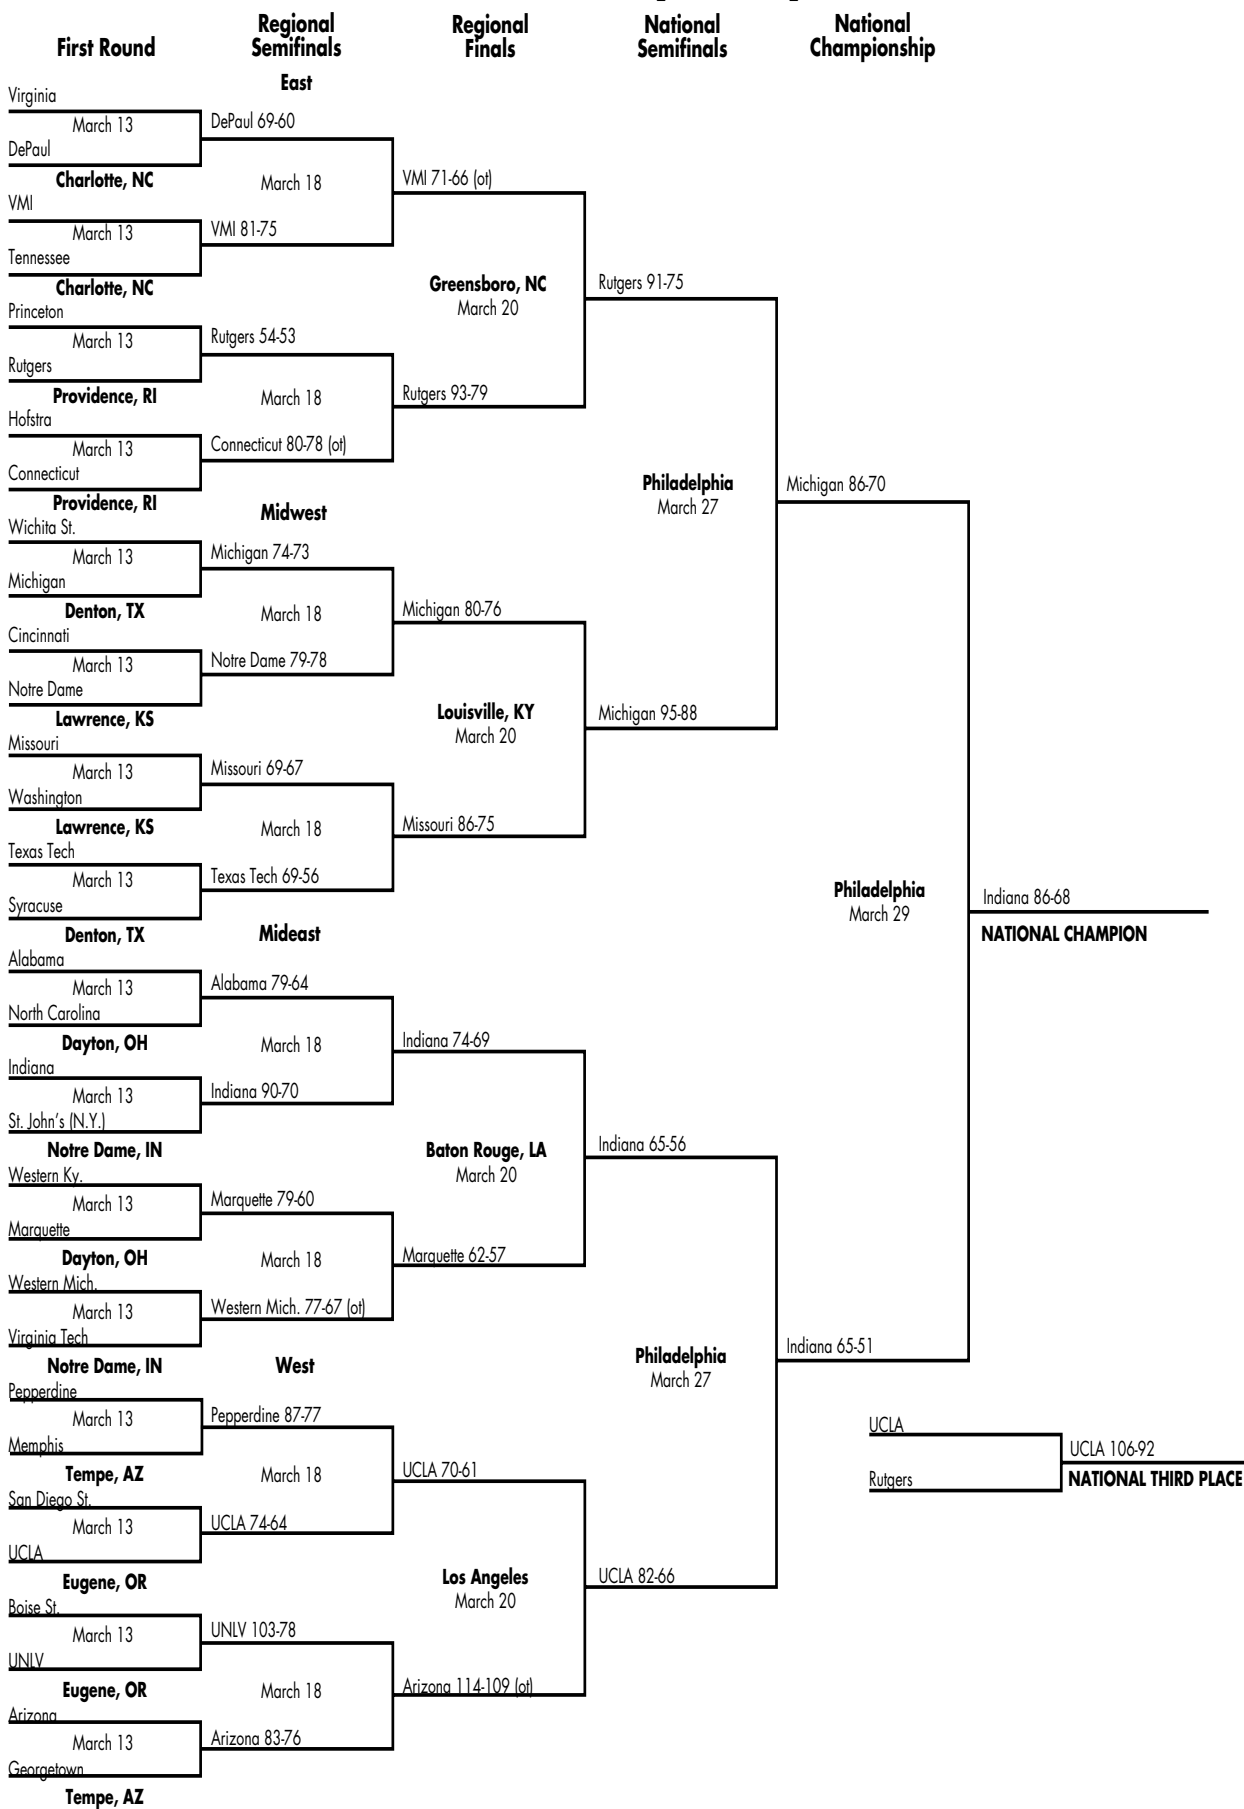 First Round
Regional
Semifinals
Regional
Finals
National
Semifinals
National
Championship
East
Virginia
March 13
DePaul
Charlotte, NC
VMI
March 13
Tennessee
Charlotte, NC
Princeton
March 13
Rutgers
Providence, RI
Hofstra
March 13
Connecticut
Providence, RI
DePaul 69-60
March 18
VMI 81-75
Rutgers 54-53
March 18
Connecticut 80-78 (ot)
VMI 71-66 (ot)
Greensboro, NC
March 20
Rutgers 93-79
Rutgers 91-75
Midwest
Wichita St.
March 13
Michigan
Denton, TX
Cincinnati
March 13
Notre Dame
Lawrence, KS
Missouri
March 13
Washington
Lawrence, KS
Texas Tech
March 13
Syracuse
Denton, TX
Michigan 74-73
March 18
Notre Dame 79-78
Missouri 69-67
March 18
Texas Tech 69-56
Michigan 80-76
Louisville, KY
March 20
Missouri 86-75
Michigan 95-88
Philadelphia
March 27
Michigan 86-70
Mideast
Alabama
March 13
North Carolina
Dayton, OH
Indiana
March 13
St. John's (N.Y.)
Notre Dame, IN
Western Ky.
March 13
Marquette
Dayton, OH
Western Mich.
March 13
Virginia Tech
Notre Dame, IN
Alabama 79-64
March 18
Indiana 90-70
Marquette 79-60
March 18
Western Mich. 77-67 (ot)
Indiana 74-69
Baton Rouge, LA
March 20
Marquette 62-57
Indiana 65-56
West
Pepperdine
March 13
Memphis
Tempe, AZ
San Diego St.
March 13
UCLA
Eugene, OR
Boise St.
March 13
UNLV
Eugene, OR
Arizona
March 13
Georgetown
Tempe, AZ
Pepperdine 87-77
March 18
UCLA 74-64
UNLV 103-78
March 18
Arizona 83-76
UCLA 70-61
Los Angeles
March 20
Arizona 114-109 (ot)
UCLA 82-66
Philadelphia
March 27
Indiana 65-51
Philadelphia
March 29
Indiana 86-68
NATIONAL CHAMPION
UCLA
Rutgers
UCLA 106-92
NATIONAL THIRD PLACE